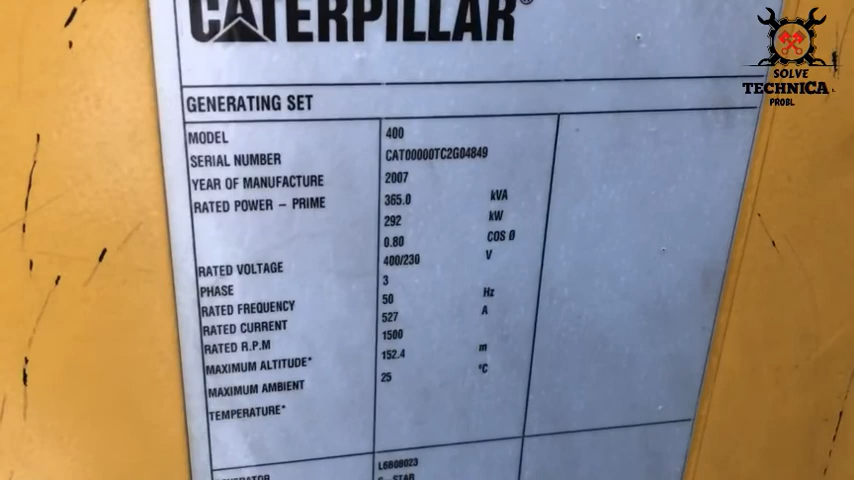 CATERPILLAR®
SOLVE
TECHNICAL
PROBL
GENERATING SET
MODEL 400
SERIAL NUMBER CAT00000TC2G04849
YEAR OF MANUFACTURE 2007
RATED POWER – PRIME 365.0 kVA
292 kW
0.80 COS Ø
RATED VOLTAGE 400/230 V
PHASE 3
RATED FREQUENCY 50 Hz
RATED CURRENT 527 A
RATED R.P.M 1500
MAXIMUM ALTITUDE* 152.4 m
MAXIMUM AMBIENT 25 °C
TEMPERATURE*
L6B08023